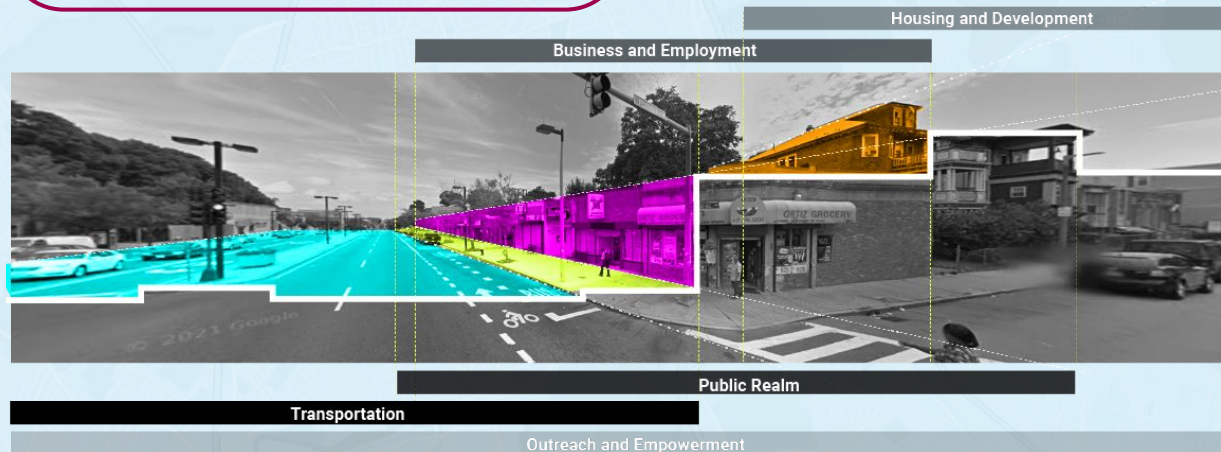 Housing and Development
Business and Employment
ORTIZ GROCERY
© 2021 Google
Public Realm
Transportation
Outreach and Empowerment